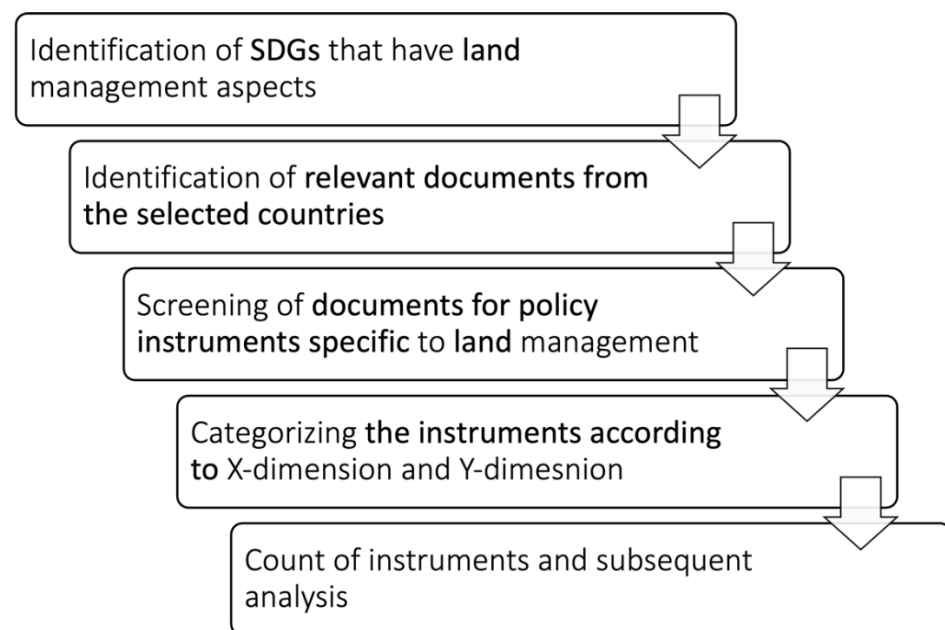 Identification of SDGs that have land
management aspects
Identification of relevant documents from
the selected countries
Screening of documents for policy
instruments specific to land management
Categorizing the instruments according
to X-dimension and Y-dimesnion
Count of instruments and subsequent
analysis